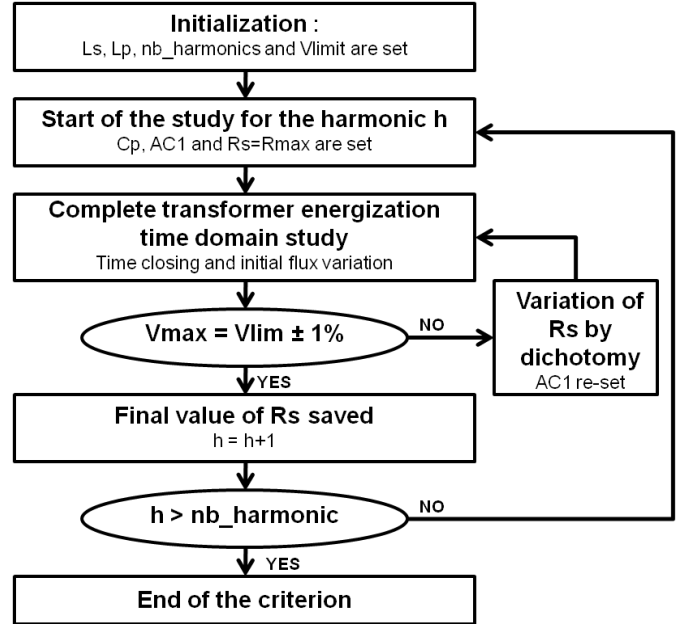 Initialization :
Ls, Lp, nb_harmonics and Vlimit are set
Start of the study for the harmonic h
Cp, AC1 and Rs=Rmax are set
Complete transformer energization
time domain study
Time closing and initial flux variation
Vmax = Vlim ± 1%
NO
Variation of
Rs by
dichotomy
AC1 re-set
YES
Final value of Rs saved
h = h+1
h > nb_harmonic
NO
YES
End of the criterion